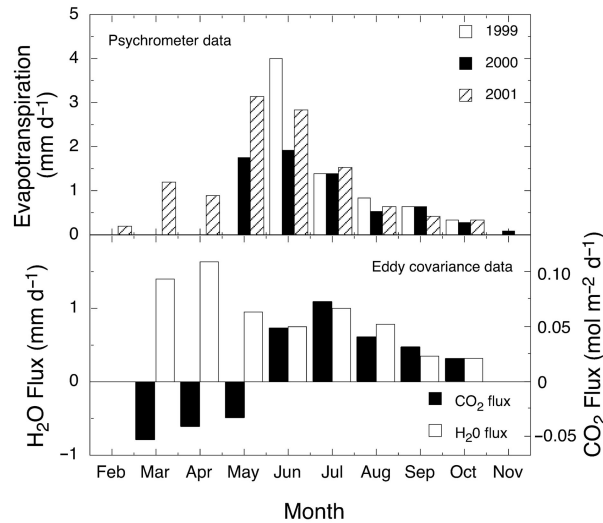 Psychrometer data
1999
2000
2001
Evapotranspiration
(mm d⁻¹)
5
4
3
2
1
0
Eddy covariance data
H₂O Flux (mm d⁻¹)
1
0
−1
CO₂ Flux (mol m⁻² d⁻¹)
0.10
0.05
0
−0.05
CO₂ flux
H₂0 flux
Feb Mar Apr May Jun Jul Aug Sep Oct Nov
Month